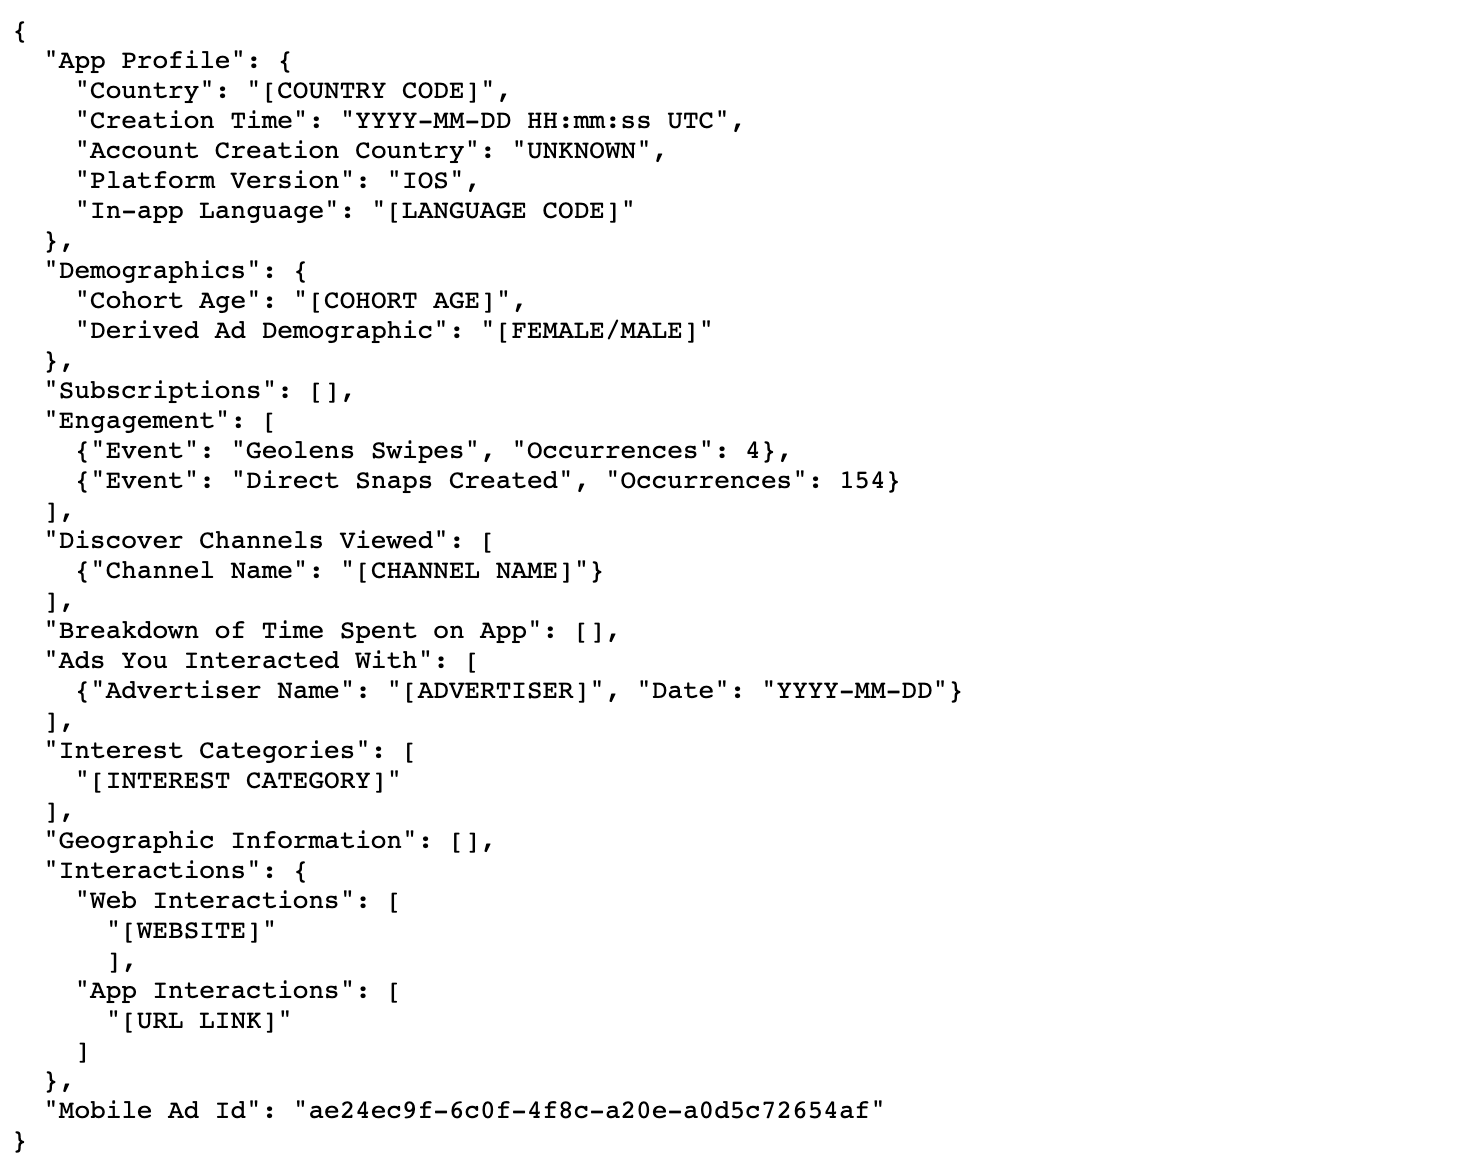 {
  "App Profile": {
    "Country": "[COUNTRY CODE]",
    "Creation Time": "YYYY-MM-DD HH:mm:ss UTC",
    "Account Creation Country": "UNKNOWN",
    "Platform Version": "IOS",
    "In-app Language": "[LANGUAGE CODE]"
  },
  "Demographics": {
    "Cohort Age": "[COHORT AGE]",
    "Derived Ad Demographic": "[FEMALE/MALE]"
  },
  "Subscriptions": [],
  "Engagement": [
    {"Event": "Geolens Swipes", "Occurrences": 4},
    {"Event": "Direct Snaps Created", "Occurrences": 154}
  ],
  "Discover Channels Viewed": [
    {"Channel Name": "[CHANNEL NAME]"}
  ],
  "Breakdown of Time Spent on App": [],
  "Ads You Interacted With": [
    {"Advertiser Name": "[ADVERTISER]", "Date": "YYYY-MM-DD"}
  ],
  "Interest Categories": [
    "[INTEREST CATEGORY]"
  ],
  "Geographic Information": [],
  "Interactions": {
    "Web Interactions": [
      "[WEBSITE]"
      ],
    "App Interactions": [
      "[URL LINK]"
    ]
  },
  "Mobile Ad Id": "ae24ec9f-6c0f-4f8c-a20e-a0d5c72654af"
}